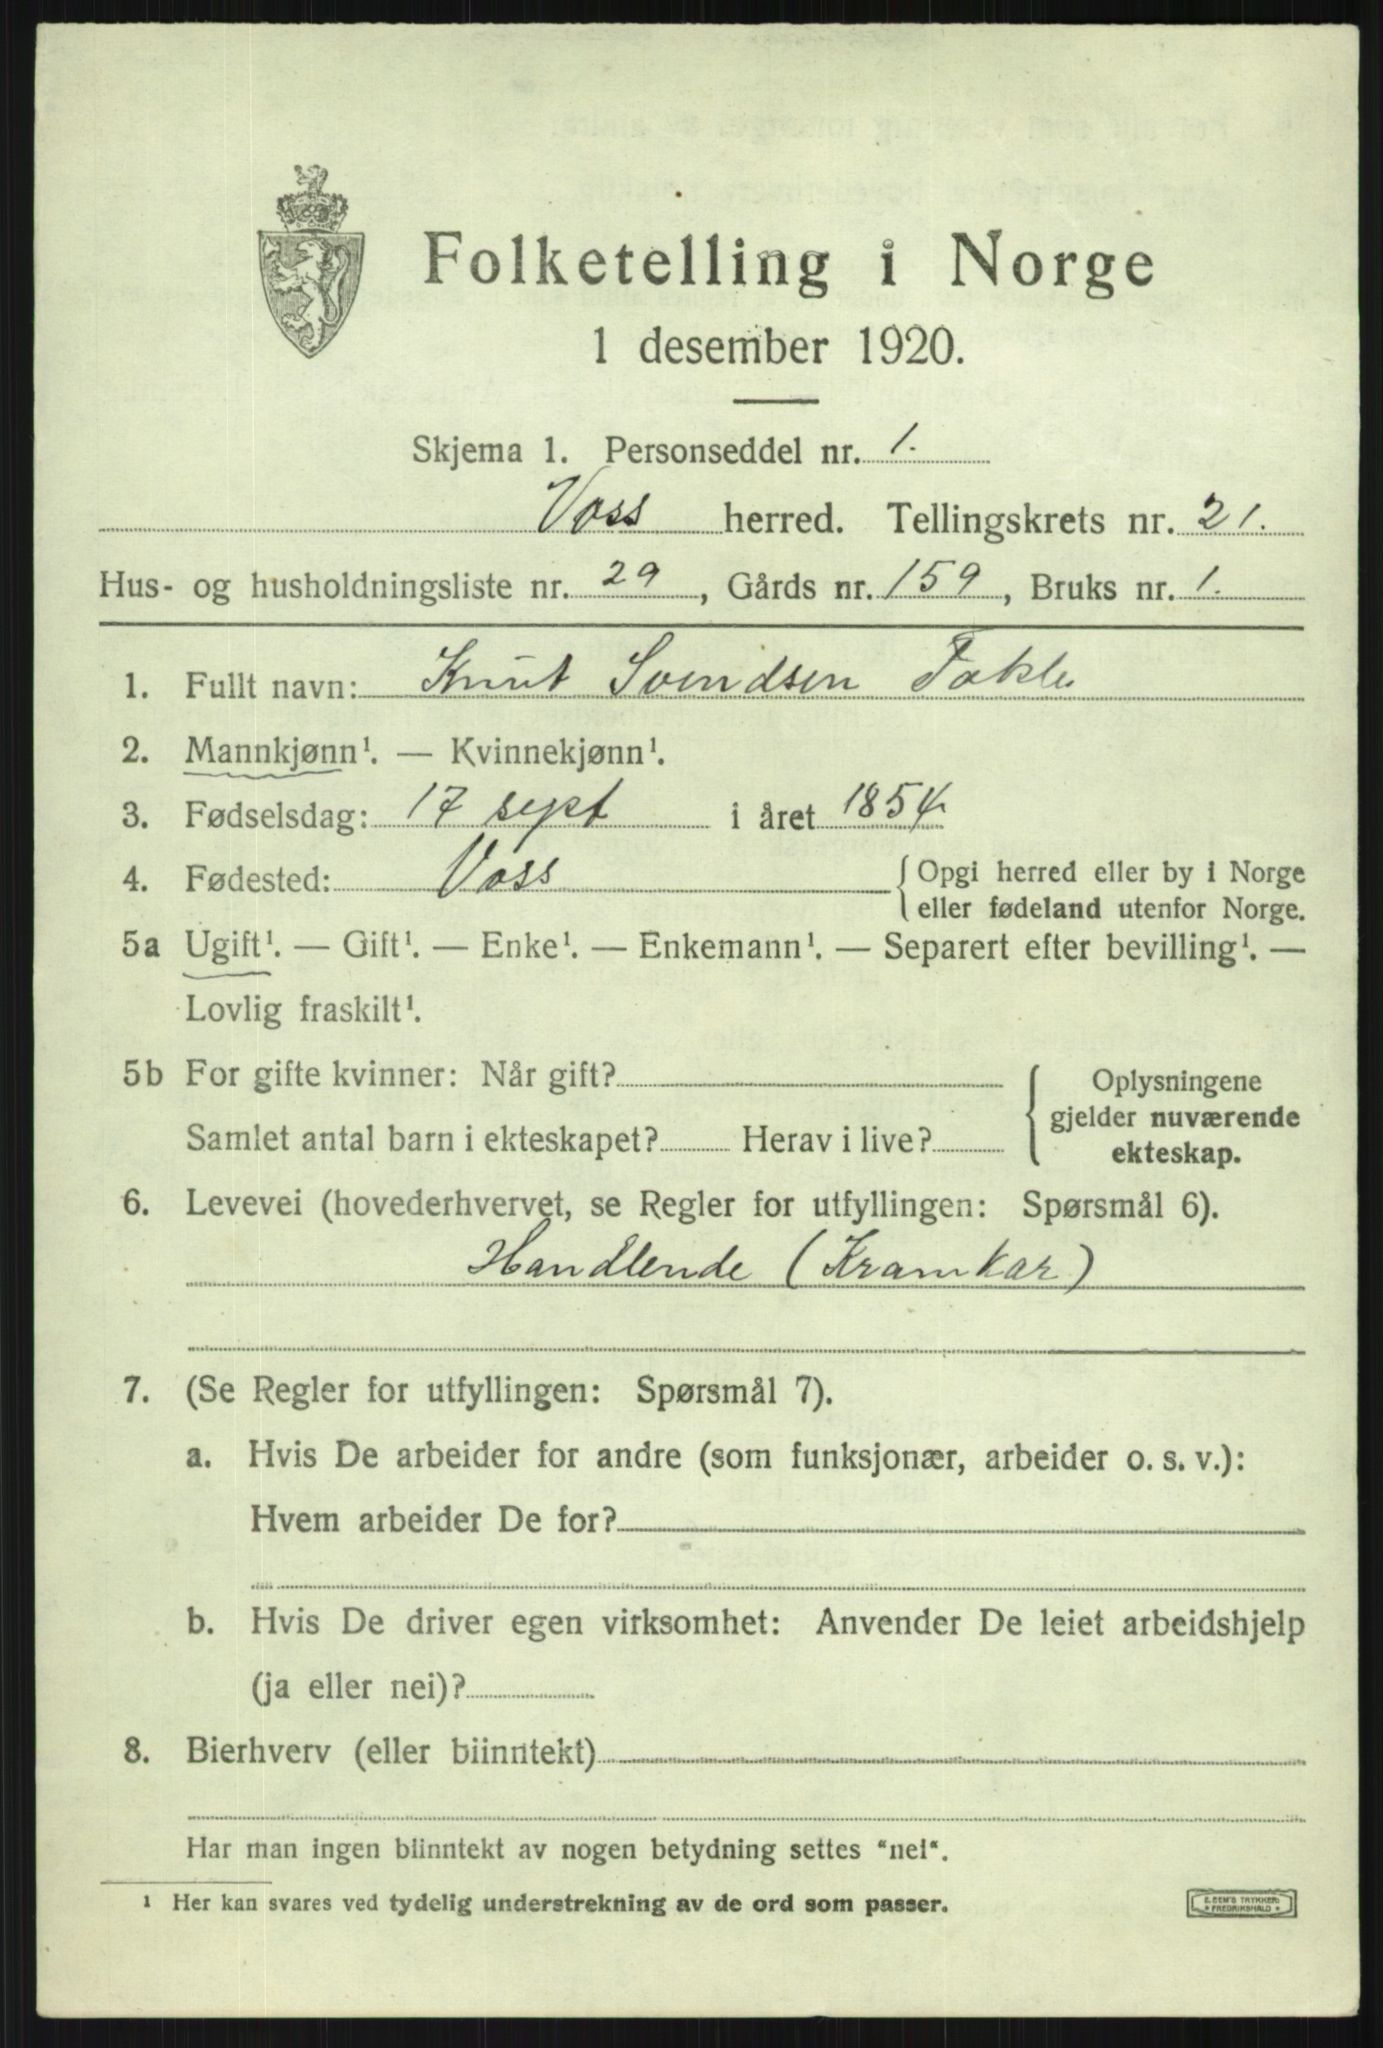 Folketelling i Norge
1 desember 1920.
Skjema 1. Personseddel nr. 1.
Voss herred. Tellingskrets nr. 21.
Hus- og husholdningsliste nr. 29, Gårds nr. 159, Bruks nr. 1.
1. Fullt navn: Knut Svendsen Takle
2. Mannkjønn¹. — Kvinnekjønn¹.
3. Fødselsdag: 17 sept i året 1854
4. Fødested: Voss {Opgi herred eller by i Norge
eller fødeland utenfor Norge.
5a Ugift¹. — Gift¹. — Enke¹. — Enkemann¹. — Separert efter bevilling¹. —
Lovlig fraskilt¹.
5b For gifte kvinner: Når gift?
Samlet antal barn i ekteskapet? Herav i live?
{Oplysningene
gjelder nuværende
ekteskap.
6. Levevei (hovederhvervet, se Regler for utfyllingen: Spørsmål 6).
Handlende (Kramkar)
7. (Se Regler for utfyllingen: Spørsmål 7).
a. Hvis De arbeider for andre (som funksjonær, arbeider o. s. v.):
Hvem arbeider De for?
b. Hvis De driver egen virksomhet: Anvender De leiet arbeidshjelp
(ja eller nei)?
8. Bierhverv (eller biinntekt)
Har man ingen biinntekt av nogen betydning settes "nei".
1 Her kan svares ved tydelig understrekning av de ord som passer.
E. SEM'S TRYKKERI
* FREDRIKSHALD *